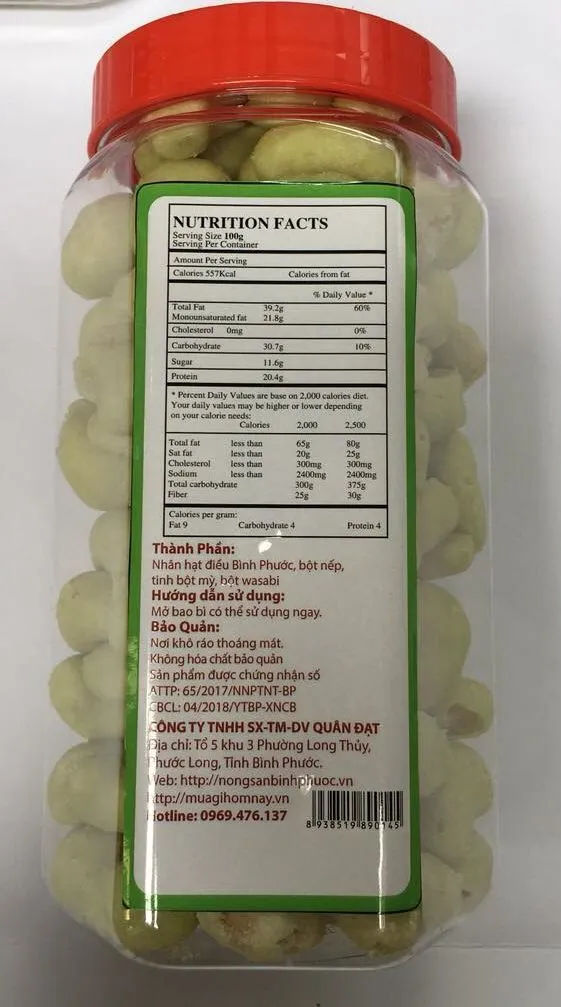 NUTRITION FACTS
Serving Size 100g
Serving Per Container
Amount Per Serving
Calories 557Kcal Calories from fat
% Daily Value *
Total Fat 39.2g 60%
Monounsaturated fat 21.8g
Cholesterol 0mg 0%
Carbohydrate 30.7g 10%
Sugar 11.6g
Protein 20.4g
* Percent Daily Values are base on 2,000 calories diet.
Your daily values may be higher or lower depending
on your calorie needs:
Calories 2,000 2,500
Total fat less than 65g 80g
Sat fat less than 20g 25g
Cholesterol less than 300mg 300mg
Sodium less than 2400mg 2400mg
Total carbohydrate 300g 375g
Fiber 25g 30g
Calories per gram:
Fat 9 Carbohydrate 4 Protein 4
Thành Phần:
Nhân hạt điều Bình Phước, bột nếp,
tinh bột mỳ, bột wasabi
Hướng dẫn sử dụng:
Mở bao bì có thể sử dụng ngay.
Bảo Quản:
Nơi khô ráo thoáng mát.
Không hóa chất bảo quản
Sản phẩm được chứng nhận số
ATTP: 65/2017/NNPTNT-BP
CBCL: 04/2018/YTBP-XNCB
CÔNG TY TNHH SX-TM-DV QUÂN ĐẠT
Địa chỉ: Tổ 5 khu 3 Phường Long Thủy,
Phước Long, Tỉnh Bình Phước.
Web: http://nongsanbinhphuoc.vn
http://muagihomnay.vn
Hotline: 0969.476.137
8 938519 890145